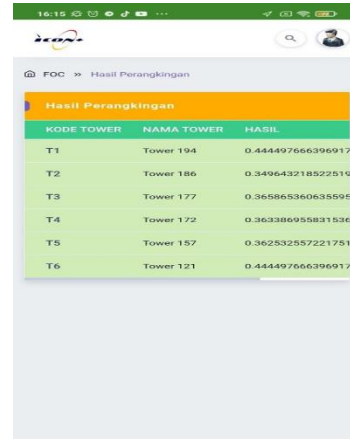 16:15
icon+
FOC » Hasil Perangkingan
Hasil Perangkingan
KODE TOWER NAMA TOWER HASIL
T1 Tower 194 0.444497666396917
T2 Tower 186 0.349643218522519
T3 Tower 177 0.365865360635595
T4 Tower 172 0.363386955831536
T5 Tower 157 0.362532557221751
T6 Tower 121 0.444497666396917